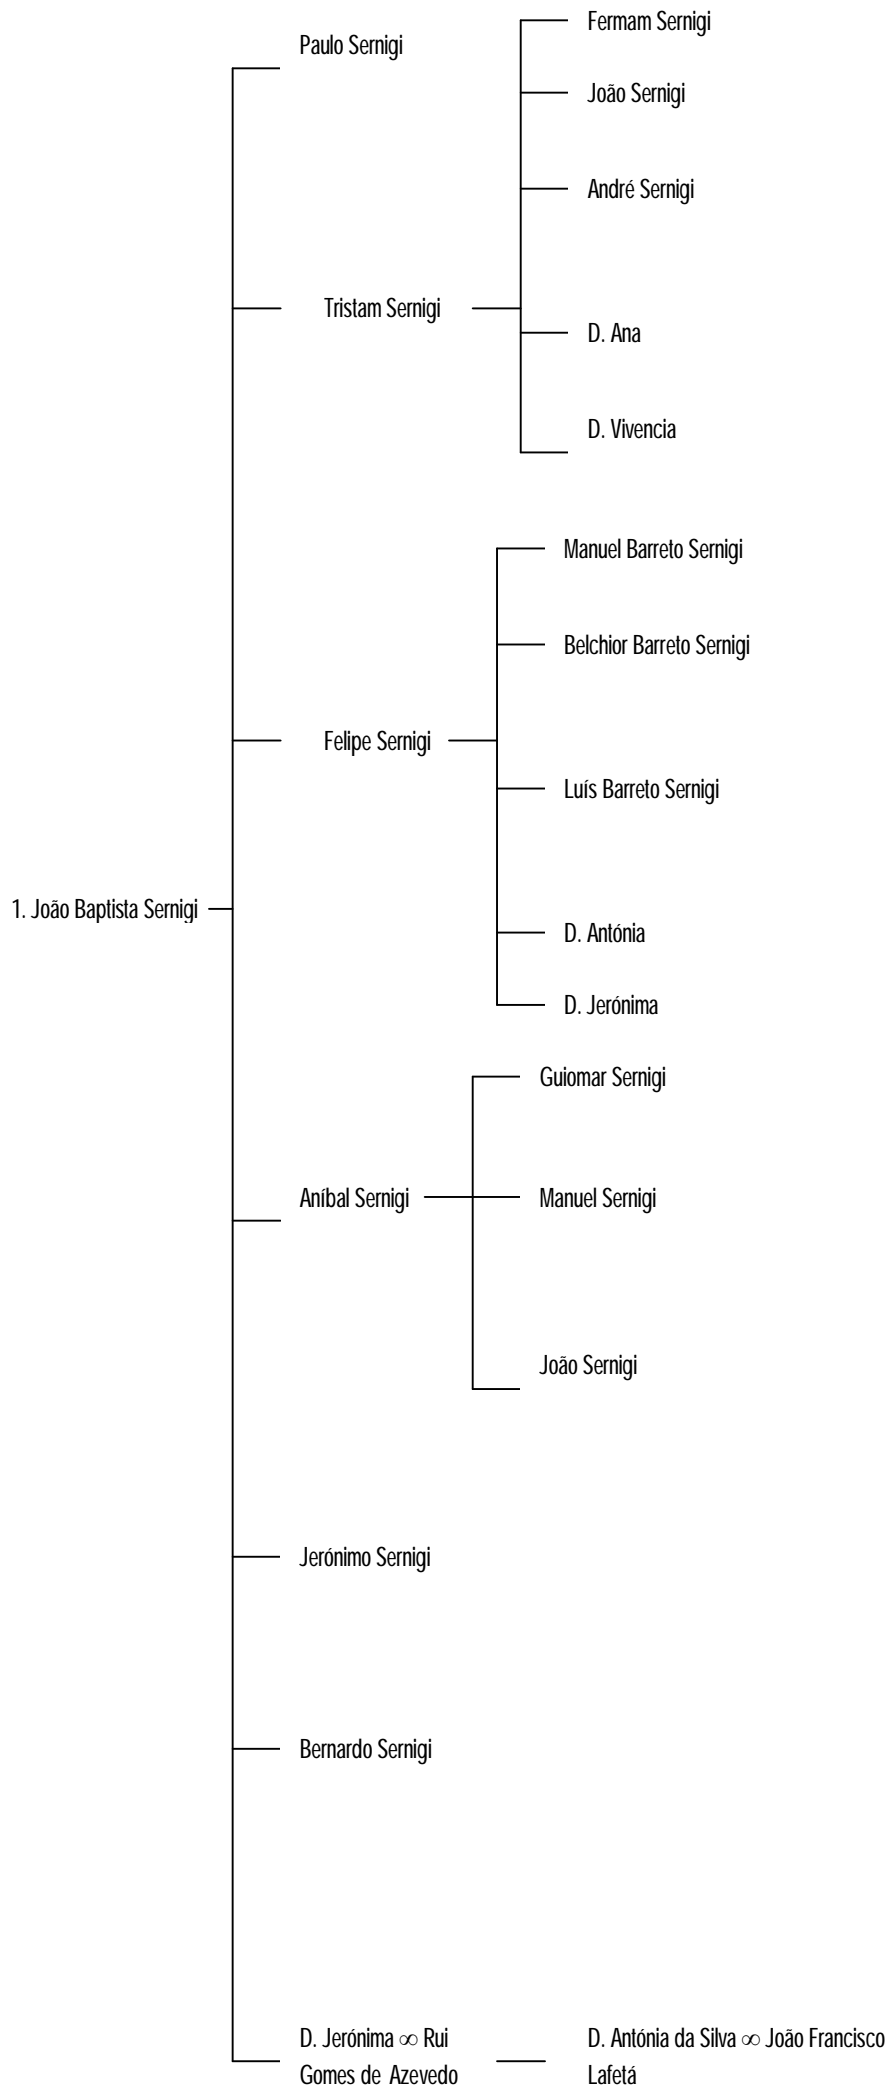 Fermam Sernigi
Paulo Sernigi
João Sernigi
André Sernigi
Tristam Sernigi
D. Ana
D. Vivencia
Manuel Barreto Sernigi
Belchior Barreto Sernigi
Felipe Sernigi
Luís Barreto Sernigi
1. João Baptista Sernigi
D. Antónia
D. Jerónima
Guiomar Sernigi
Aníbal Sernigi
Manuel Sernigi
João Sernigi
Jerónimo Sernigi
Bernardo Sernigi
D. Jerónima ∞ Rui
Gomes de Azevedo
D. Antónia da Silva ∞ João Francisco
Lafetá